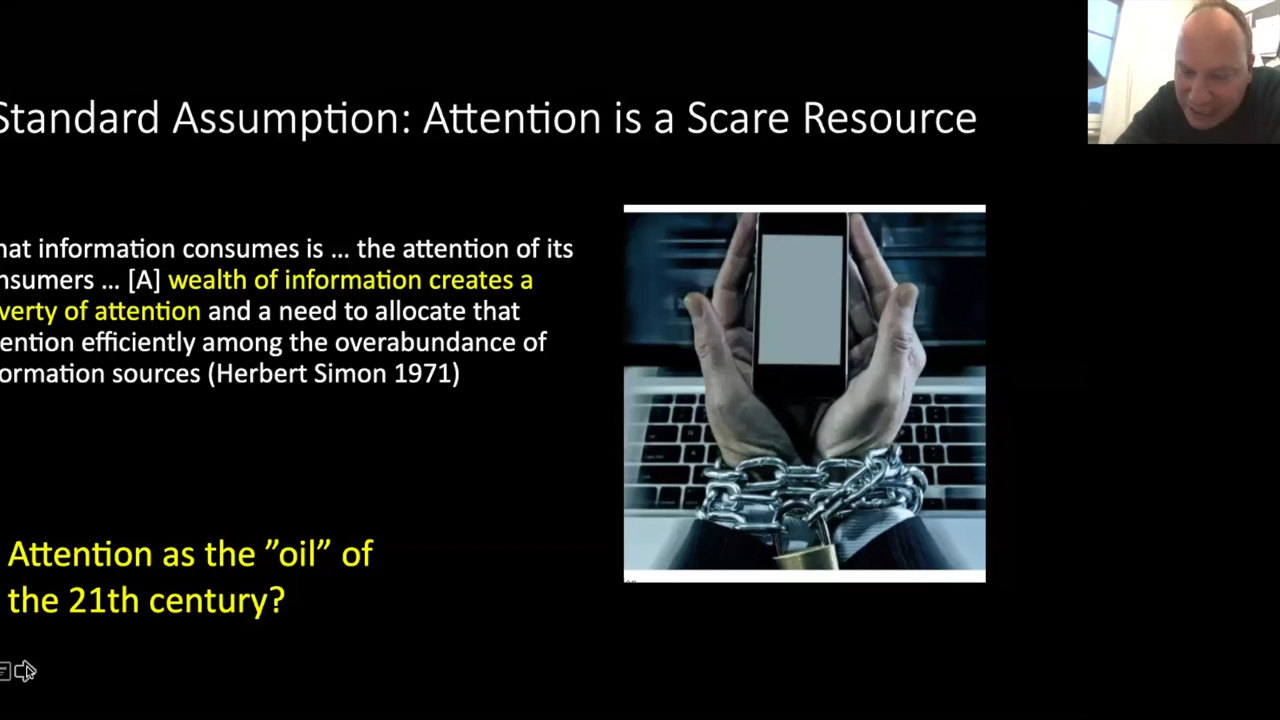 Standard Assumption: Attention is a Scare Resource
hat information consumes is ... the attention of its
nsumers ... [A] wealth of information creates a
verty of attention and a need to allocate that
ention efficiently among the overabundance of
ormation sources (Herbert Simon 1971)
Attention as the ”oil” of
the 21th century?